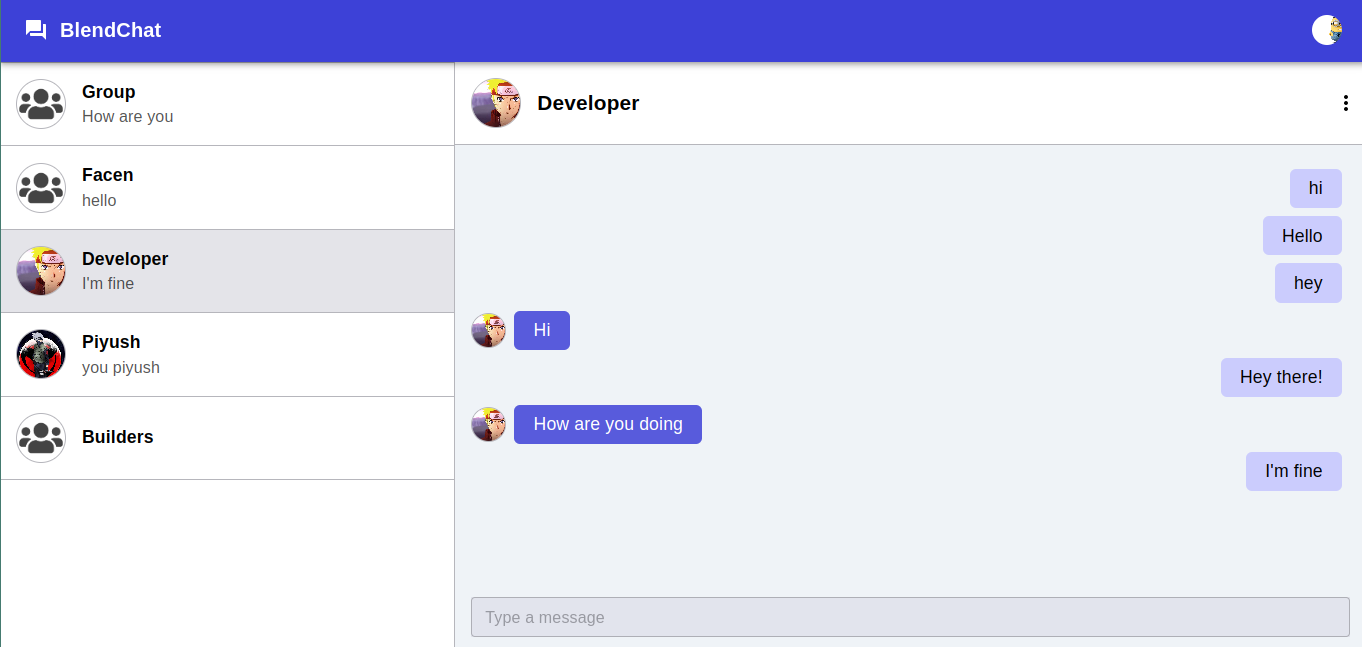 BlendChat
Group
How are you
Facen
hello
Developer
I'm fine
Piyush
you piyush
Builders
Developer
hi
Hello
hey
Hi
Hey there!
How are you doing
I'm fine
Type a message